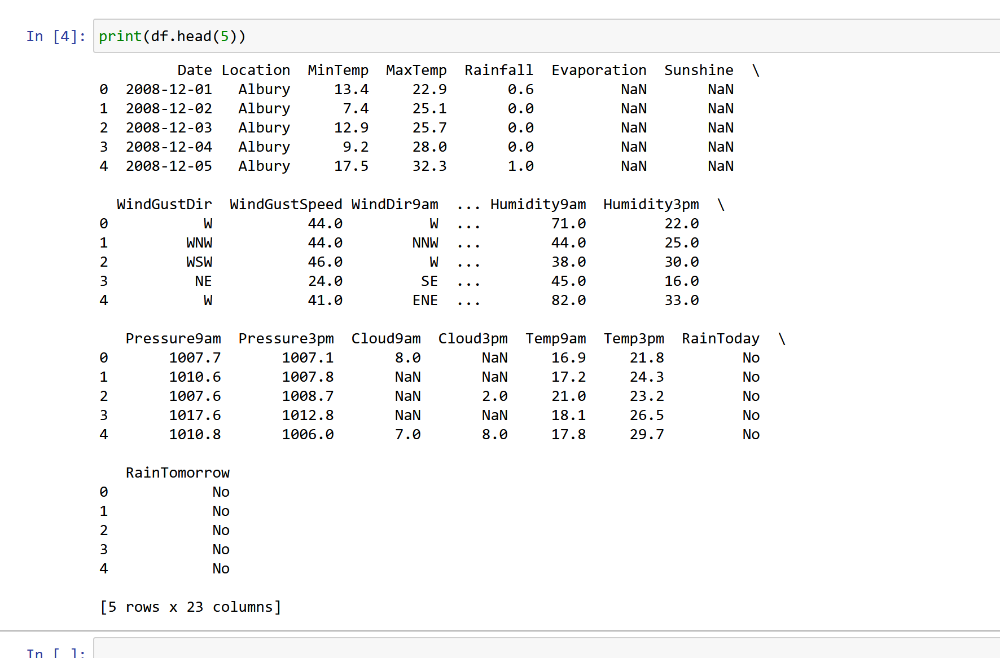 In [4]: print(df.head(5))
         Date Location  MinTemp  MaxTemp  Rainfall  Evaporation  Sunshine  \
0  2008-12-01   Albury     13.4     22.9       0.6          NaN       NaN
1  2008-12-02   Albury      7.4     25.1       0.0          NaN       NaN
2  2008-12-03   Albury     12.9     25.7       0.0          NaN       NaN
3  2008-12-04   Albury      9.2     28.0       0.0          NaN       NaN
4  2008-12-05   Albury     17.5     32.3       1.0          NaN       NaN
  WindGustDir  WindGustSpeed WindDir9am  ... Humidity9am  Humidity3pm  \
0           W           44.0          W  ...        71.0         22.0
1         WNW           44.0        NNW  ...        44.0         25.0
2         WSW           46.0          W  ...        38.0         30.0
3          NE           24.0         SE  ...        45.0         16.0
4           W           41.0        ENE  ...        82.0         33.0
   Pressure9am  Pressure3pm  Cloud9am  Cloud3pm  Temp9am  Temp3pm  RainToday  \
0       1007.7       1007.1       8.0       NaN     16.9     21.8         No
1       1010.6       1007.8       NaN       NaN     17.2     24.3         No
2       1007.6       1008.7       NaN       2.0     21.0     23.2         No
3       1017.6       1012.8       NaN       NaN     18.1     26.5         No
4       1010.8       1006.0       7.0       8.0     17.8     29.7         No
   RainTomorrow
0            No
1            No
2            No
3            No
4            No
[5 rows x 23 columns]
In [ ]: